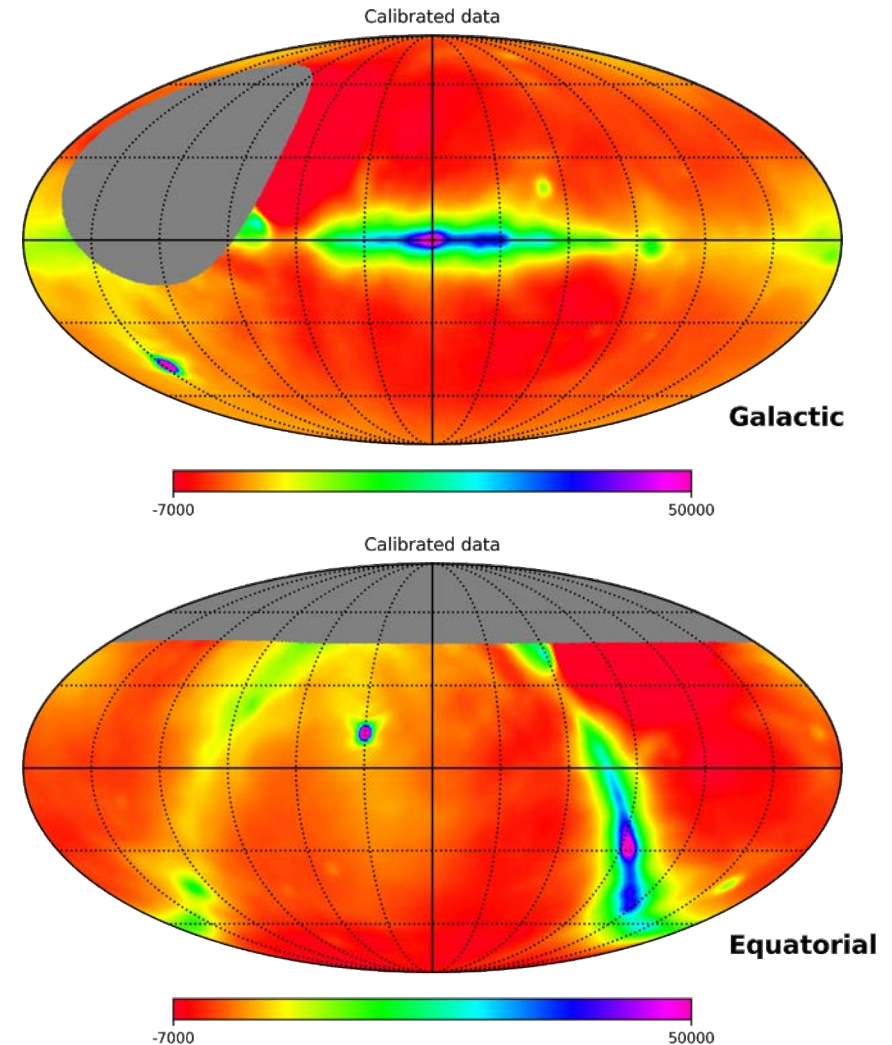 Calibrated data
Galactic
-7000 50000
Calibrated data
Equatorial
-7000 50000